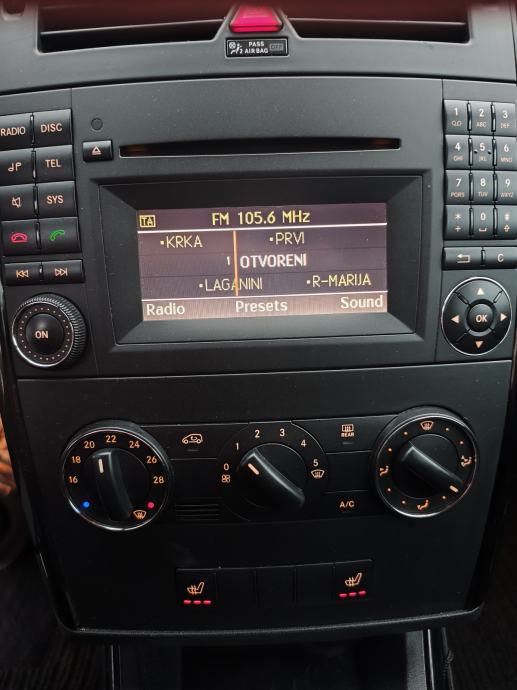 PASS
2 AIR BAG OFF
RADIO DISC
TEL
SYS
1 2 ABC 3 DEF
4 GHI 5 JKL 6 MNO
7 PQRS 8 TUV 9 WXYZ
* 0 #
+
C
OK
ON
TA FM 105.6 MHz
•KRKA •PRVI
1 OTVORENI
•LAGANINI •R-MARIJA
Radio Presets Sound
16 18 20 22 24 26 28
0 1 2 3 4 5
REAR
A/C